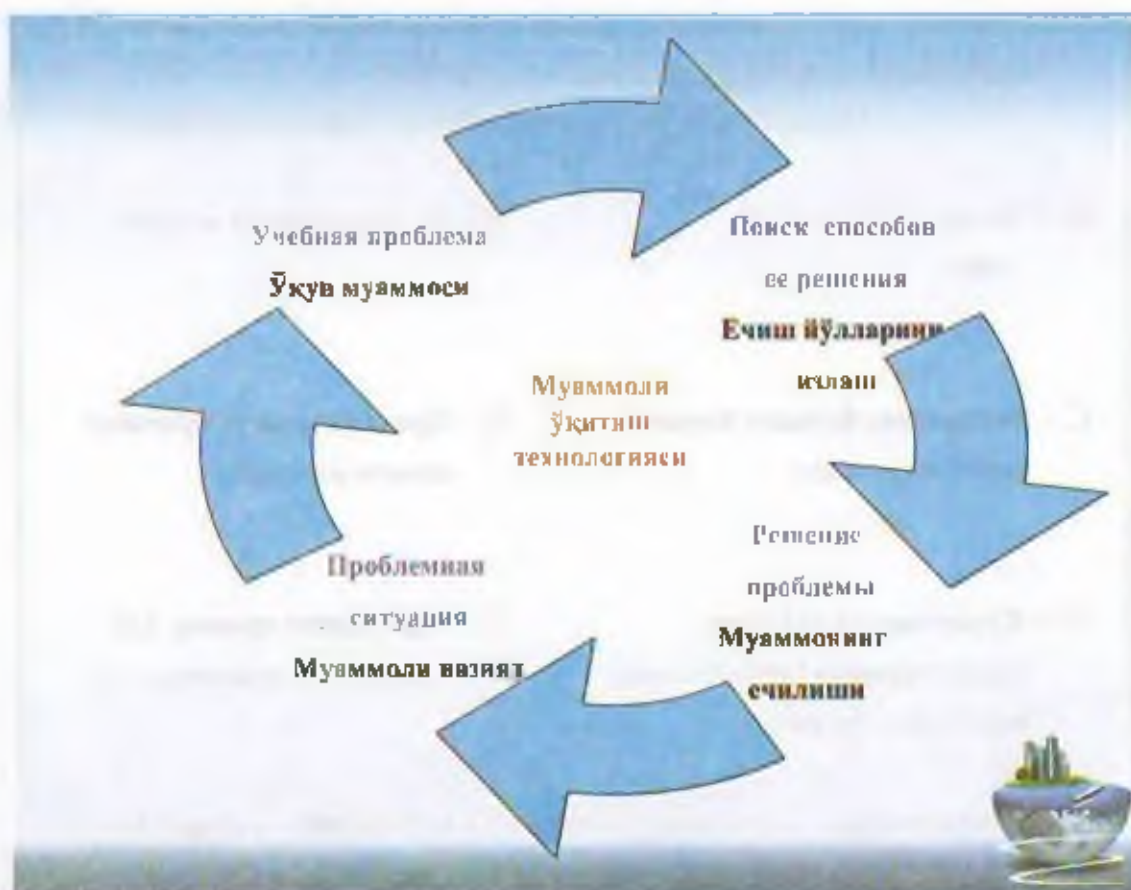 Учебная проблема
Ўқув муаммоси
Поиск способов
ее решения
Ечиш йўлларини
излаш
Муаммоли
ўқитиш
технологияси
Решение
проблемы
Муаммонинг
ечилиши
Проблемная
ситуация
Муаммоли вазият